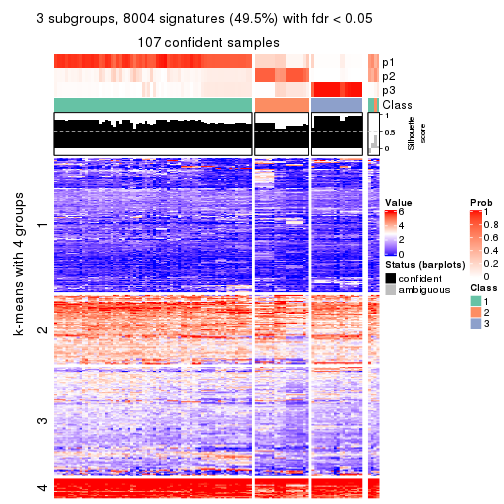 3 subgroups, 8004 signatures (49.5%) with fdr < 0.05
107 confident samples
p1
p2
p3
Class
1
0.5
0
Silhouette
score
k-means with 4 groups
1
2
3
4
Value
6
4
2
0
Status (barplots)
confident
ambiguous
Prob
1
0.8
0.6
0.4
0.2
0
Class
1
2
3